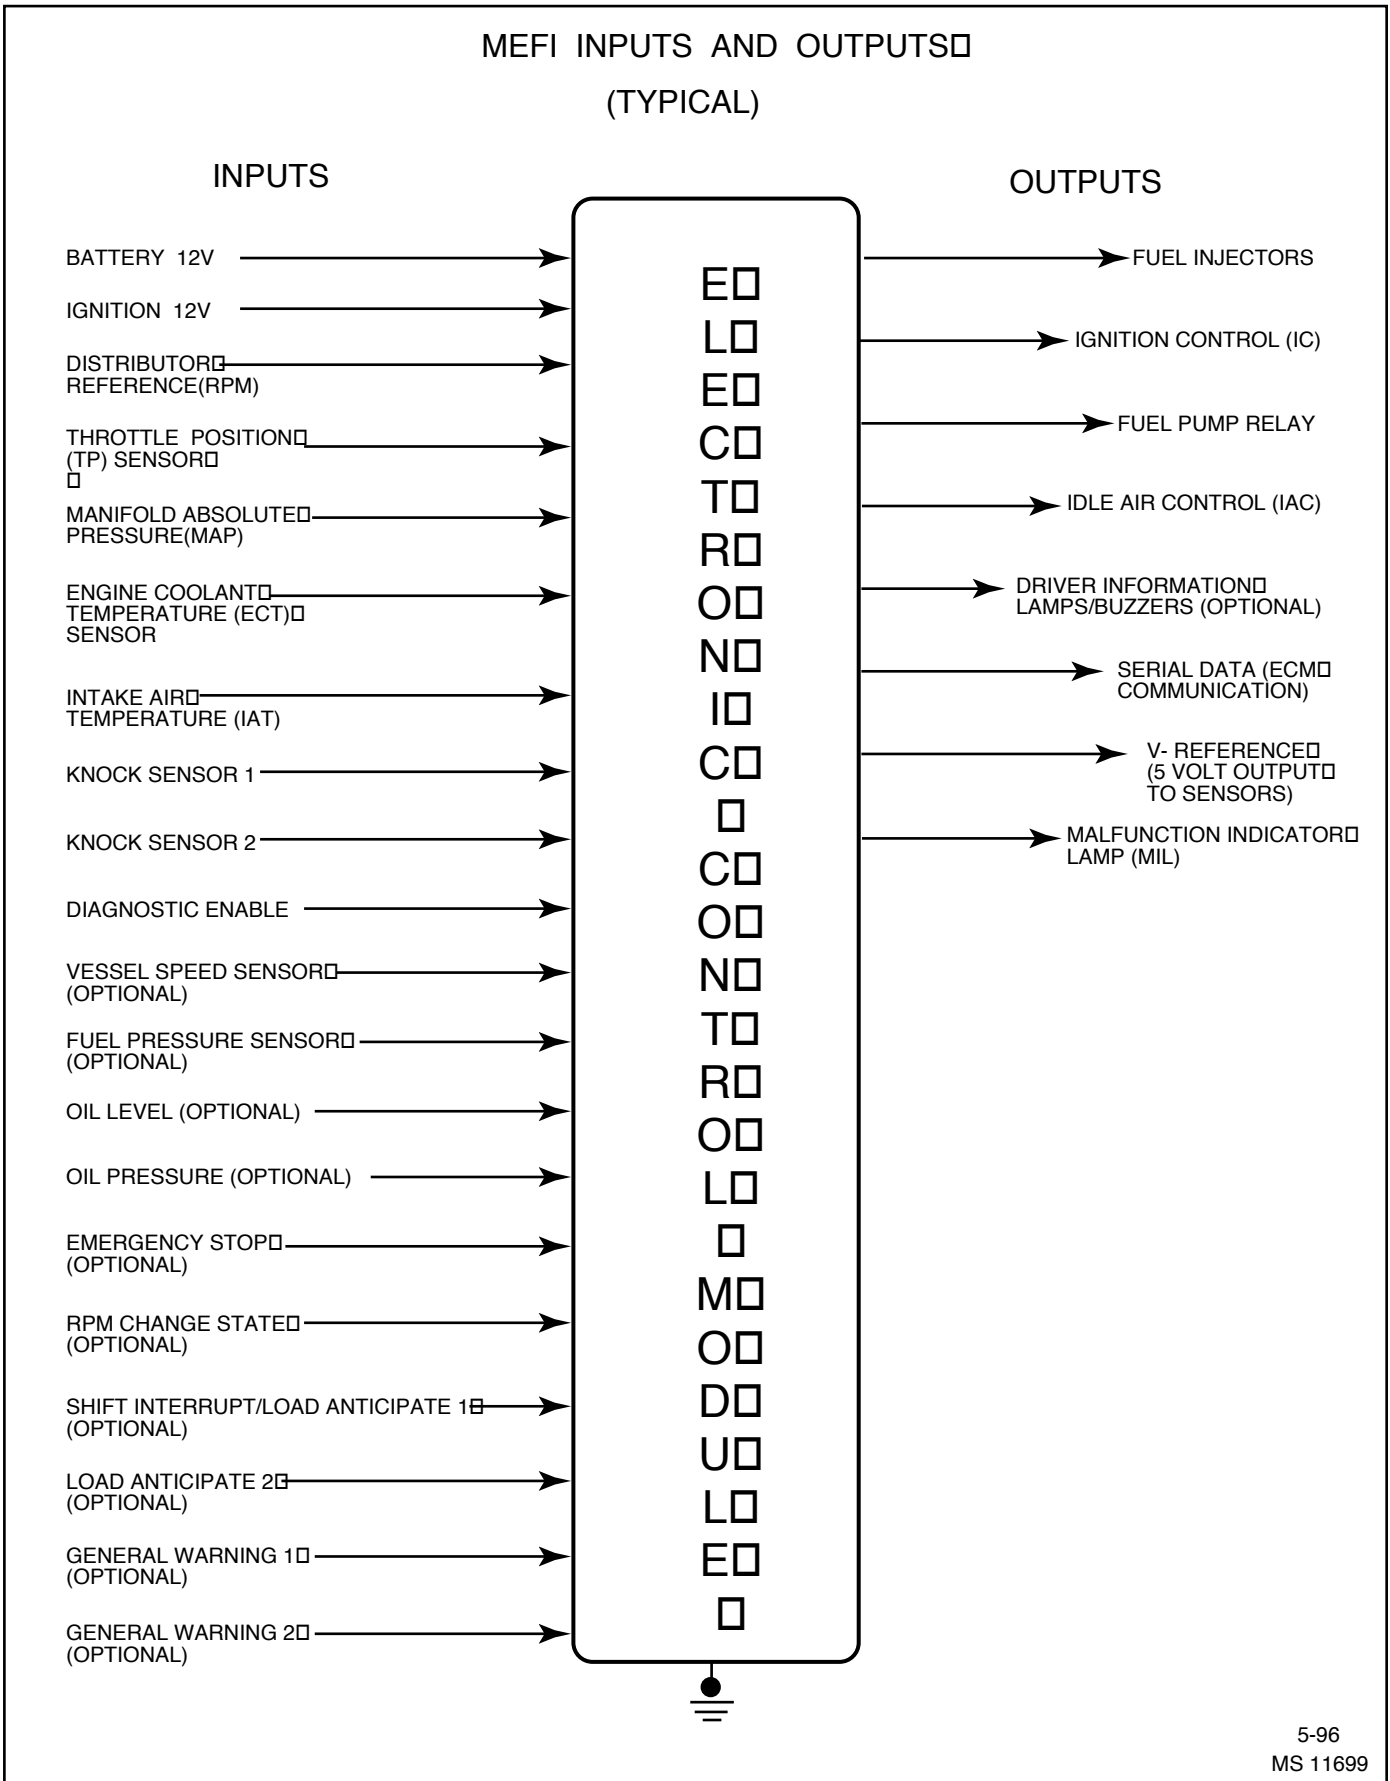 MEFI INPUTS AND OUTPUTS
(TYPICAL)
INPUTS
BATTERY 12V
IGNITION 12V
DISTRIBUTOR
REFERENCE(RPM)
THROTTLE POSITION
(TP) SENSOR
MANIFOLD ABSOLUTE
PRESSURE(MAP)
ENGINE COOLANT
TEMPERATURE (ECT)
SENSOR
INTAKE AIR
TEMPERATURE (IAT)
KNOCK SENSOR 1
KNOCK SENSOR 2
DIAGNOSTIC ENABLE
VESSEL SPEED SENSOR
(OPTIONAL)
FUEL PRESSURE SENSOR
(OPTIONAL)
OIL LEVEL (OPTIONAL)
OIL PRESSURE (OPTIONAL)
EMERGENCY STOP
(OPTIONAL)
RPM CHANGE STATE
(OPTIONAL)
SHIFT INTERRUPT/LOAD ANTICIPATE 1
(OPTIONAL)
LOAD ANTICIPATE 2
(OPTIONAL)
GENERAL WARNING 1
(OPTIONAL)
GENERAL WARNING 2
(OPTIONAL)
E
L
E
C
T
R
O
N
I
C
C
O
N
T
R
O
L
M
O
D
U
L
E
OUTPUTS
FUEL INJECTORS
IGNITION CONTROL (IC)
FUEL PUMP RELAY
IDLE AIR CONTROL (IAC)
DRIVER INFORMATION
LAMPS/BUZZERS (OPTIONAL)
SERIAL DATA (ECM
COMMUNICATION)
V- REFERENCE
(5 VOLT OUTPUT
TO SENSORS)
MALFUNCTION INDICATOR
LAMP (MIL)
5-96
MS 11699